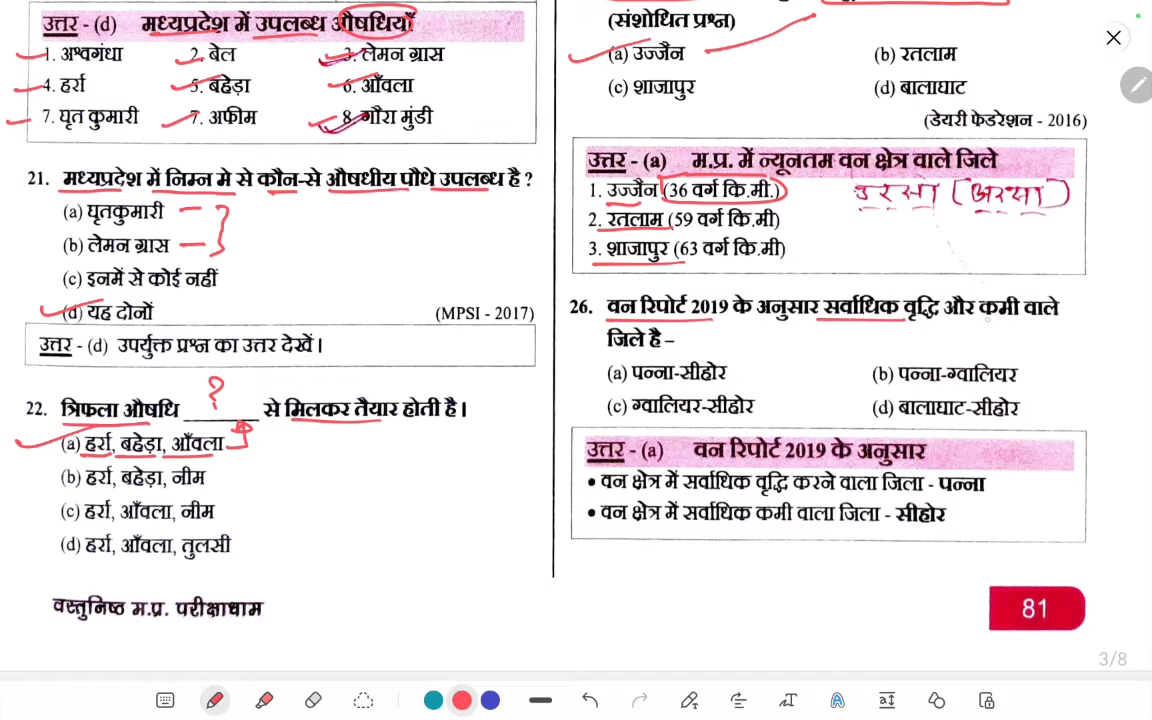 उत्तर - (d) मध्यप्रदेश में उपलब्ध औषधियाँ
1. अश्वगंधा 2. बेल 3. लेमन ग्रास
4. हर्रा 5. बहेड़ा 6. आँवला
7. घृत कुमारी 7. अफीम 8. गौरा मुंडी
21. मध्यप्रदेश में निम्न मे से कौन-से औषधीय पौधे उपलब्ध है ?
(a) घृतकुमारी
(b) लेमन ग्रास
(c) इनमें से कोई नहीं
(d) यह दोनों (MPSI - 2017)
उत्तर - (d) उपर्युक्त प्रश्न का उत्तर देखें।
?
22. त्रिफला औषधि ________ से मिलकर तैयार होती है।
(a) हर्रा, बहेड़ा, आँवला
(b) हर्रा, बहेड़ा, नीम
(c) हर्रा, आँवला, नीम
(d) हर्रा, आँवला, तुलसी
वस्तुनिष्ठ म.प्र. परीक्षाधाम
(संशोधित प्रश्न)
(a) उज्जैन (b) रतलाम
(c) शाजापुर (d) बालाघाट
(डेयरी फेडरेशन - 2016)
उत्तर - (a) म.प्र. में न्यूनतम वन क्षेत्र वाले जिले
1. उज्जैन (36 वर्ग कि.मी.)
2. रतलाम (59 वर्ग कि.मी)
3. शाजापुर (63 वर्ग कि.मी)
26. वन रिपोर्ट 2019 के अनुसार सर्वाधिक वृद्धि और कमी वाले
जिले है –
(a) पन्ना-सीहोर (b) पन्ना-ग्वालियर
(c) ग्वालियर-सीहोर (d) बालाघाट-सीहोर
उत्तर - (a) वन रिपोर्ट 2019 के अनुसार
• वन क्षेत्र में सर्वाधिक वृद्धि करने वाला जिला - पन्ना
• वन क्षेत्र में सर्वाधिक कमी वाला जिला - सीहोर
81
3/8